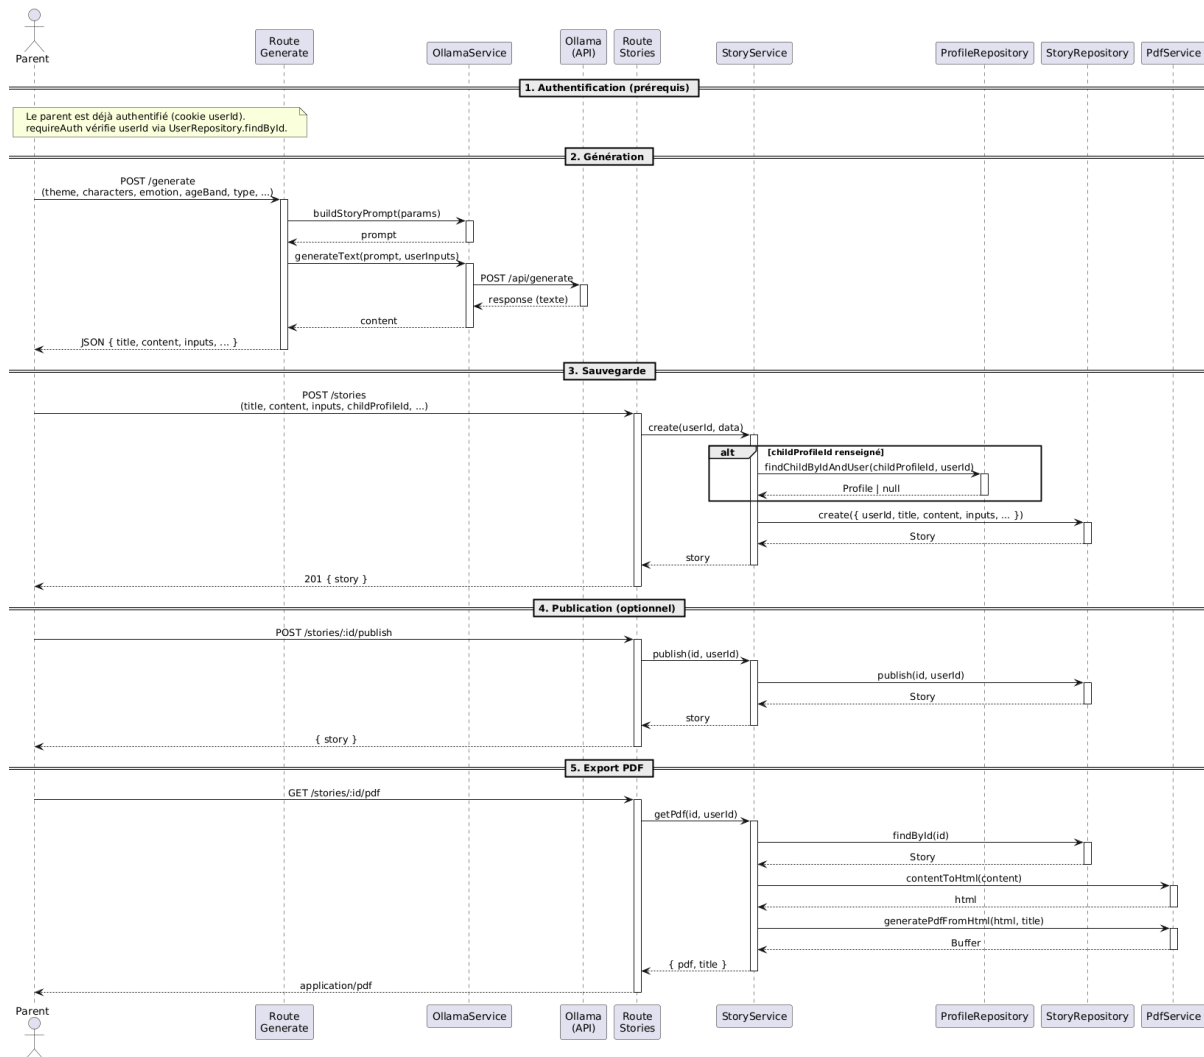 Parent
Route
Generate
OllamaService
Ollama
(API)
Route
Stories
StoryService
ProfileRepository
StoryRepository
PdfService
1. Authentification (prérequis)
Le parent est déjà authentifié (cookie userId).
requireAuth vérifie userId via UserRepository.findById.
2. Génération
POST /generate
(theme, characters, emotion, ageBand, type, ...)
buildStoryPrompt(params)
prompt
generateText(prompt, userInputs)
POST /api/generate
response (texte)
content
JSON { title, content, inputs, ... }
3. Sauvegarde
POST /stories
(title, content, inputs, childProfileId, ...)
create(userId, data)
alt [childProfileId renseigné]
findChildByIdAndUser(childProfileId, userId)
Profile | null
create({ userId, title, content, inputs, ... })
Story
story
201 { story }
4. Publication (optionnel)
POST /stories/:id/publish
publish(id, userId)
publish(id, userId)
Story
story
{ story }
5. Export PDF
GET /stories/:id/pdf
getPdf(id, userId)
findById(id)
Story
contentToHtml(content)
html
generatePdfFromHtml(html, title)
Buffer
{ pdf, title }
application/pdf
Parent
Route
Generate
OllamaService
Ollama
(API)
Route
Stories
StoryService
ProfileRepository
StoryRepository
PdfService